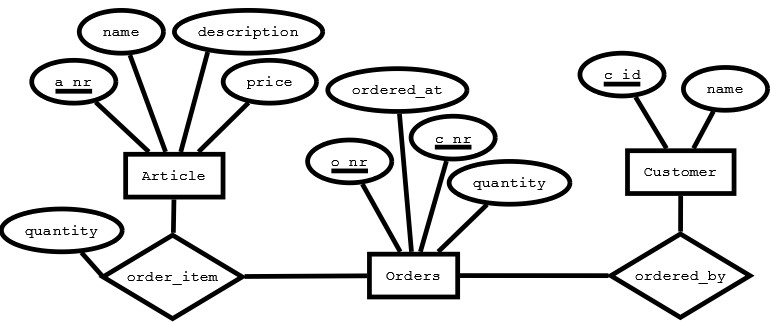 name
description
a_nr
price
c_id
name
ordered_at
c_nr
o_nr
quantity
Article
Customer
quantity
order_item
Orders
ordered_by